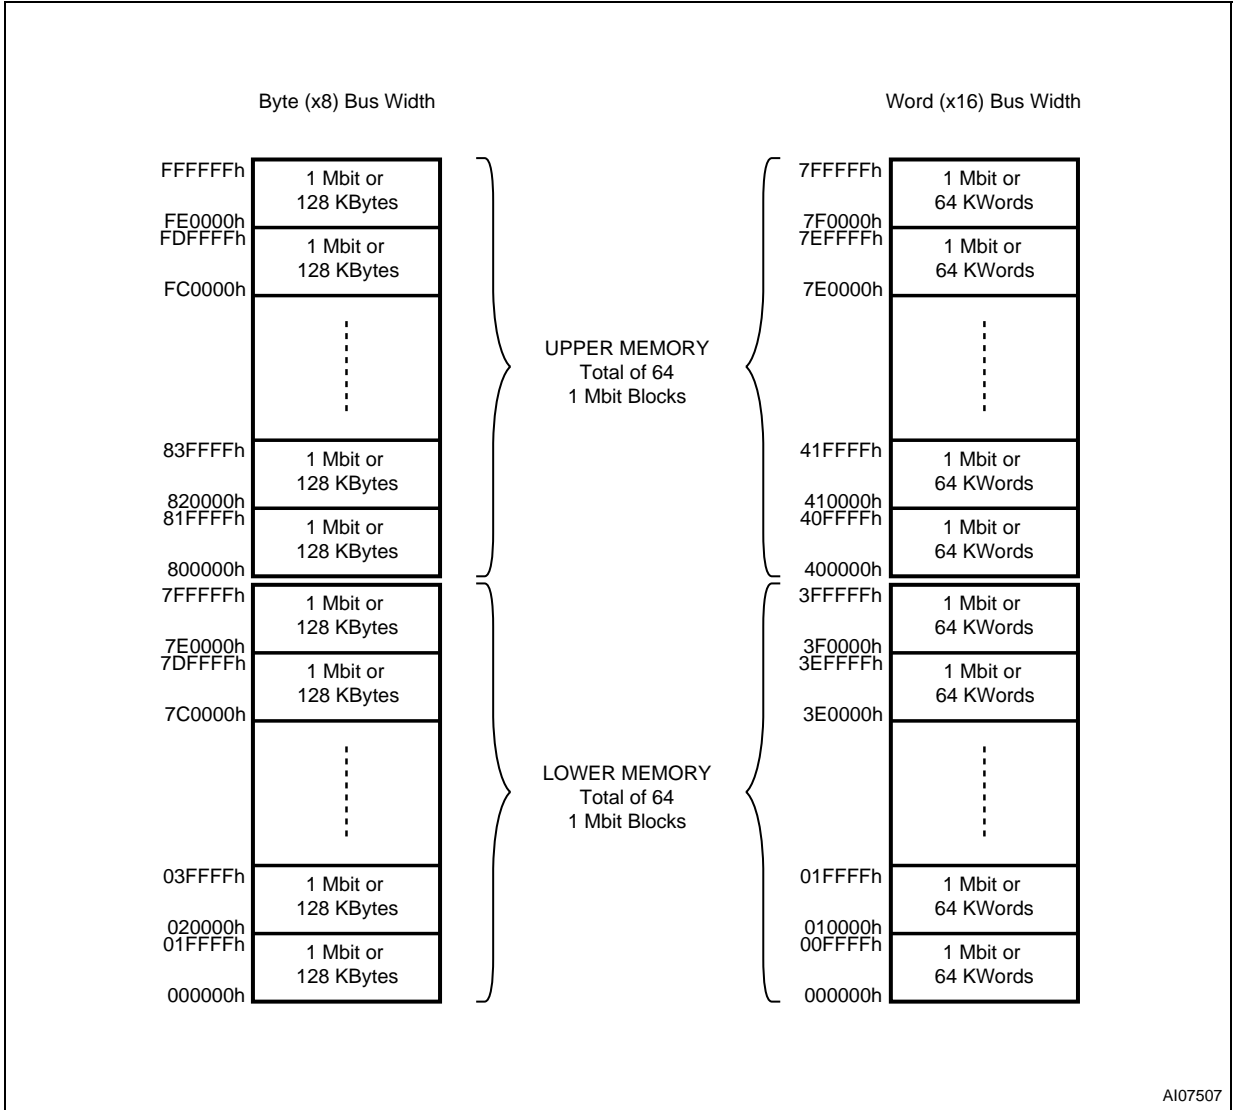 Byte (x8) Bus Width
Word (x16) Bus Width
FFFFFFh
1 Mbit or
128 KBytes
FE0000h
FDFFFFh
1 Mbit or
128 KBytes
FC0000h
83FFFFh
1 Mbit or
128 KBytes
820000h
81FFFFh
1 Mbit or
128 KBytes
800000h
7FFFFFh
1 Mbit or
128 KBytes
7E0000h
7DFFFFh
1 Mbit or
128 KBytes
7C0000h
03FFFFh
1 Mbit or
128 KBytes
020000h
01FFFFh
1 Mbit or
128 KBytes
000000h
UPPER MEMORY
Total of 64
1 Mbit Blocks
LOWER MEMORY
Total of 64
1 Mbit Blocks
7FFFFFh
1 Mbit or
64 KWords
7F0000h
7EFFFFh
1 Mbit or
64 KWords
7E0000h
41FFFFh
1 Mbit or
64 KWords
410000h
40FFFFh
1 Mbit or
64 KWords
400000h
3FFFFFh
1 Mbit or
64 KWords
3F0000h
3EFFFFh
1 Mbit or
64 KWords
3E0000h
01FFFFh
1 Mbit or
64 KWords
010000h
00FFFFh
1 Mbit or
64 KWords
000000h
AI07507